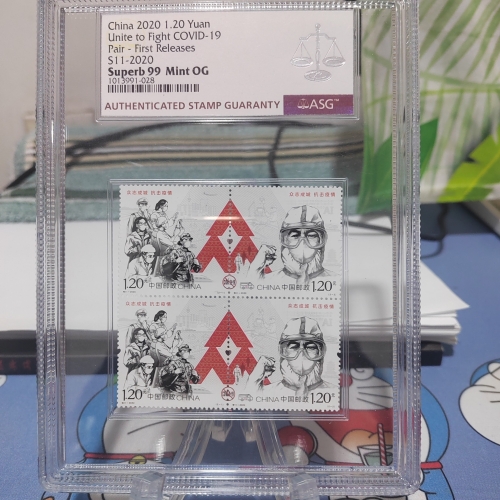 China 2020 1.20 Yuan
Unite to Fight COVID-19
Pair - First Releases
S11-2020
Superb 99 Mint OG
1013991-028
AUTHENTICATED STAMP GUARANTY
ASG™
众志成城 抗击疫情
众志成城 抗击疫情
1.20元
中国邮政 CHINA
CHINA 中国邮政
1.20元
众志成城 抗击疫情
众志成城 抗击疫情
1.20元
中国邮政 CHINA
CHINA 中国邮政
1.20元